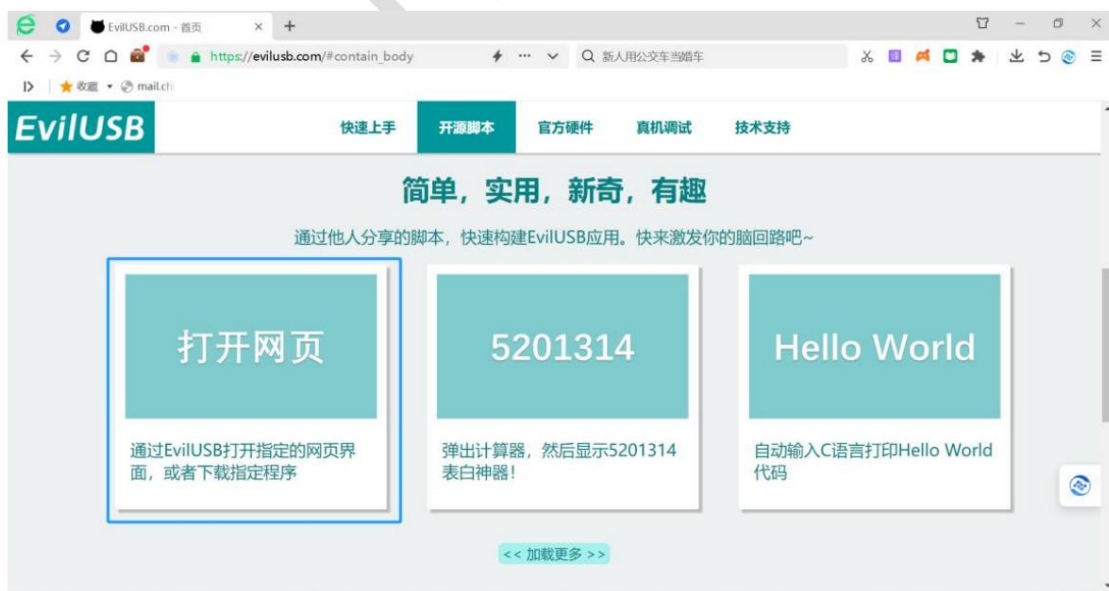 EvilUSB.com - 首页
https://evilusb.com/#contain_body
新人用公交车当婚车
收藏
mail.ch
EvilUSB
快速上手
开源脚本
官方硬件
真机调试
技术支持
简单，实用，新奇，有趣
通过他人分享的脚本，快速构建EvilUSB应用。快来激发你的脑回路吧~
打开网页
通过EvilUSB打开指定的网页界
面，或者下载指定程序
5201314
弹出计算器，然后显示5201314
表白神器！
Hello World
自动输入C语言打印Hello World
代码
<< 加载更多 >>